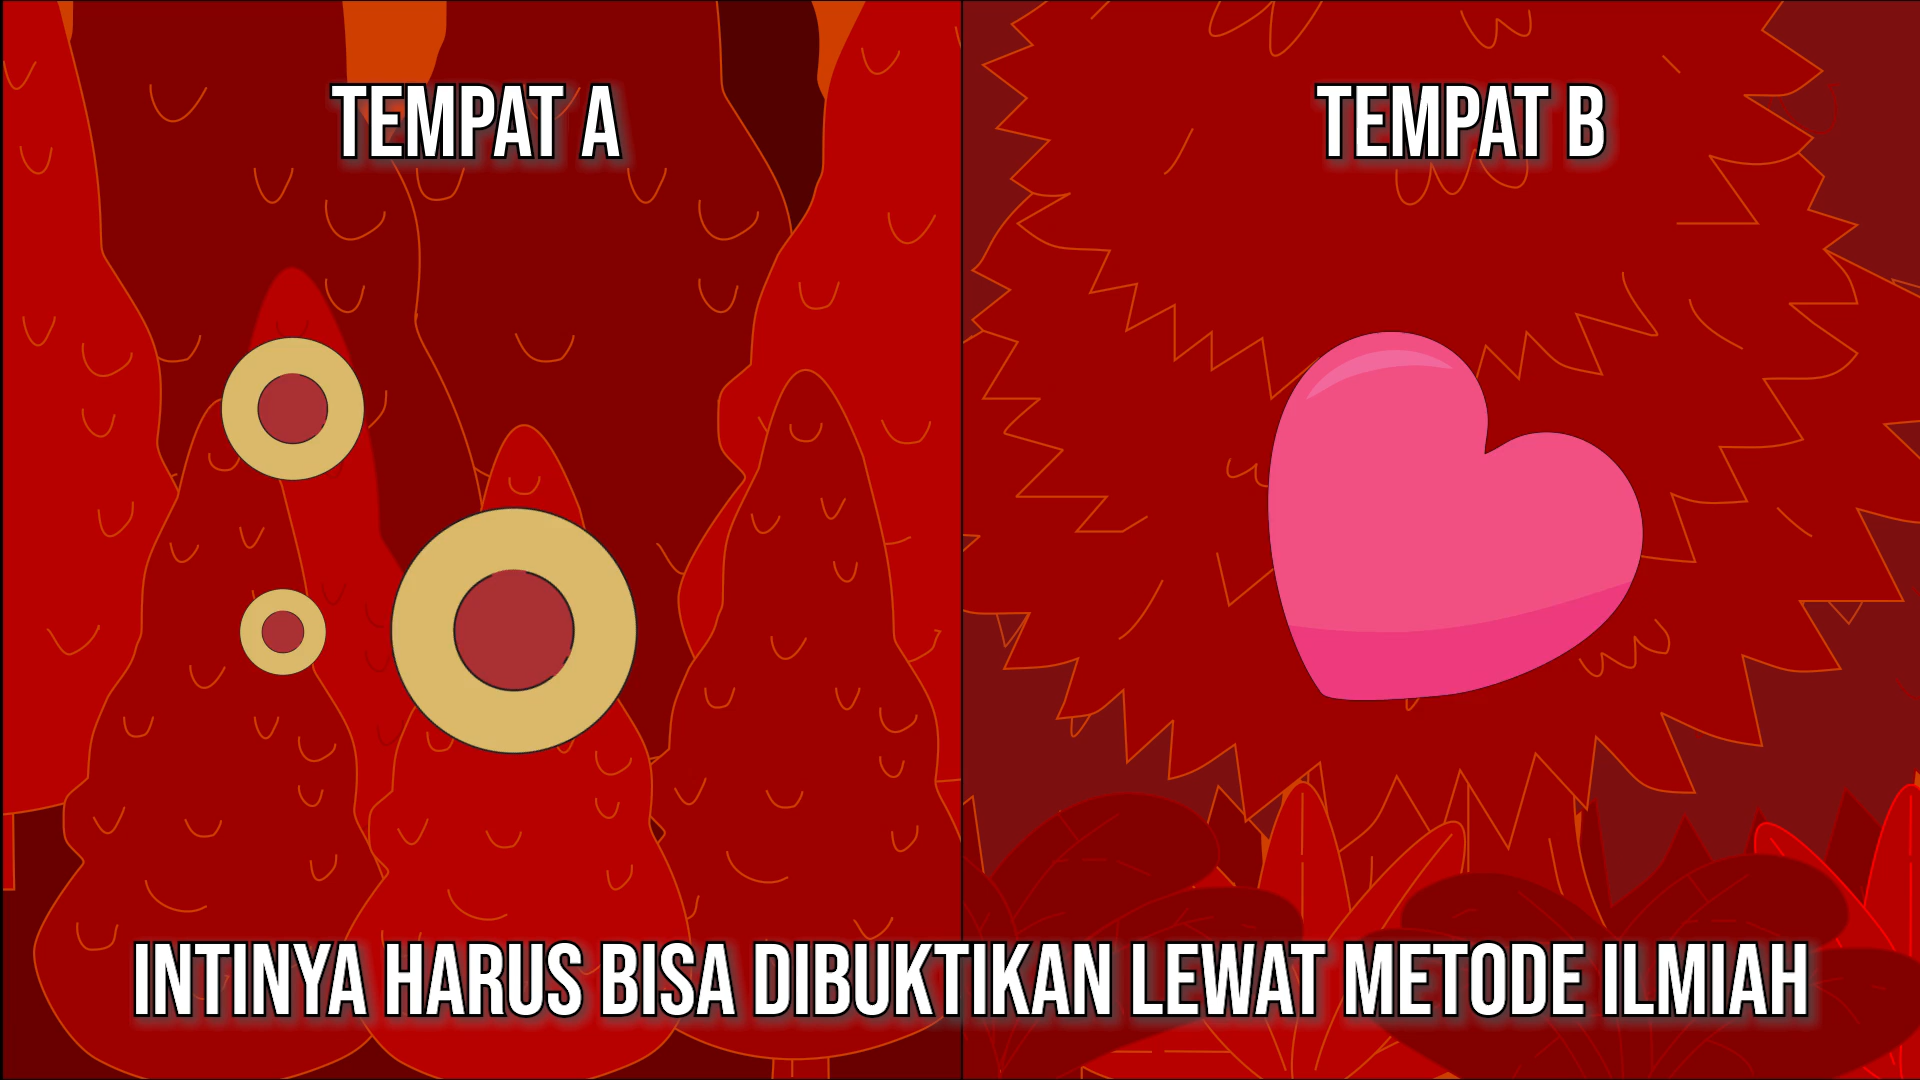 TEMPAT A
TEMPAT B
INTINYA HARUS BISA DIBUKTIKAN LEWAT METODE ILMIAH